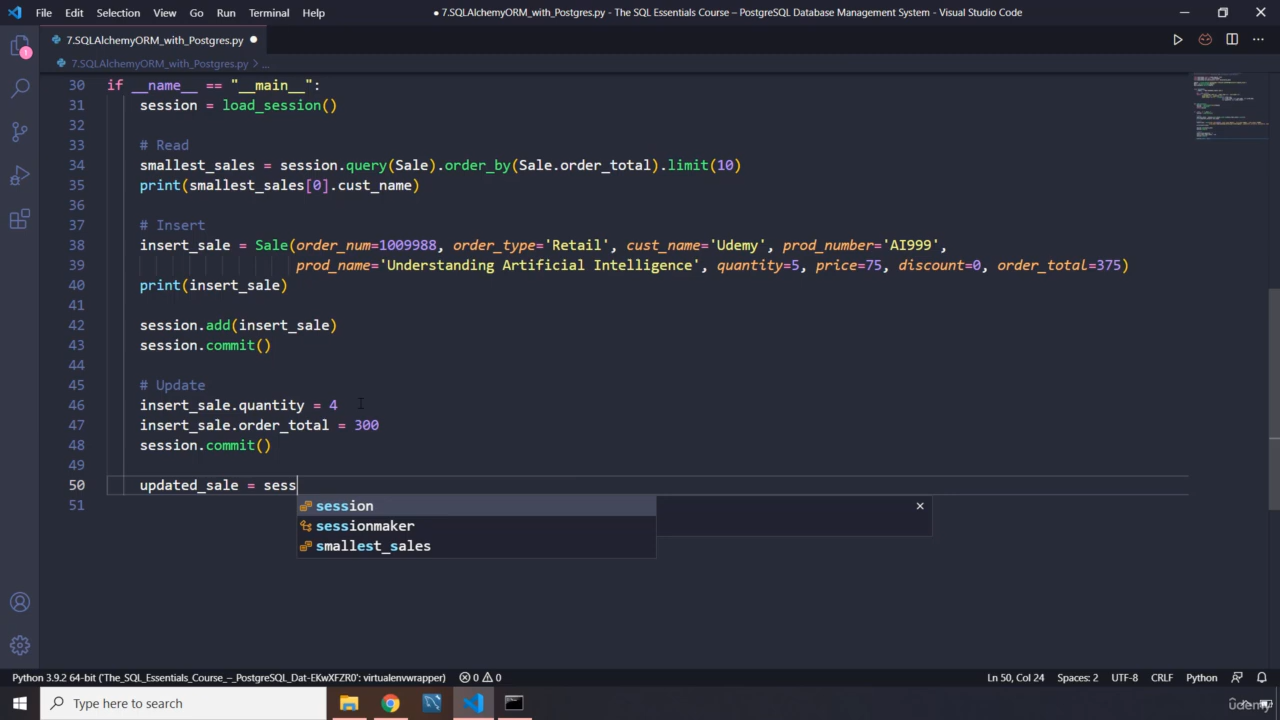 File Edit Selection View Go Run Terminal Help
● 7.SQLAlchemyORM_with_Postgres.py - The SQL Essentials Course – PostgreSQL Database Management System - Visual Studio Code
7.SQLAlchemyORM_with_Postgres.py ●
1
7.SQLAlchemyORM_with_Postgres.py > ...
30 if __name__ == "__main__":
31 session = load_session()
32
33 # Read
34 smallest_sales = session.query(Sale).order_by(Sale.order_total).limit(10)
35 print(smallest_sales[0].cust_name)
36
37 # Insert
38 insert_sale = Sale(order_num=1009988, order_type='Retail', cust_name='Udemy', prod_number='AI999',
39 prod_name='Understanding Artificial Intelligence', quantity=5, price=75, discount=0, order_total=375)
40 print(insert_sale)
41
42 session.add(insert_sale)
43 session.commit()
44
45 # Update
46 insert_sale.quantity = 4
47 insert_sale.order_total = 300
48 session.commit()
49
50 updated_sale = sess
51
session
sessionmaker
smallest_sales
Python 3.9.2 64-bit ('The_SQL_Essentials_Course_–_PostgreSQL_Dat-EKwXFZR0': virtualenvwrapper) 0 0 Ln 50, Col 24 Spaces: 2 UTF-8 CRLF Python
Type here to search
udemy